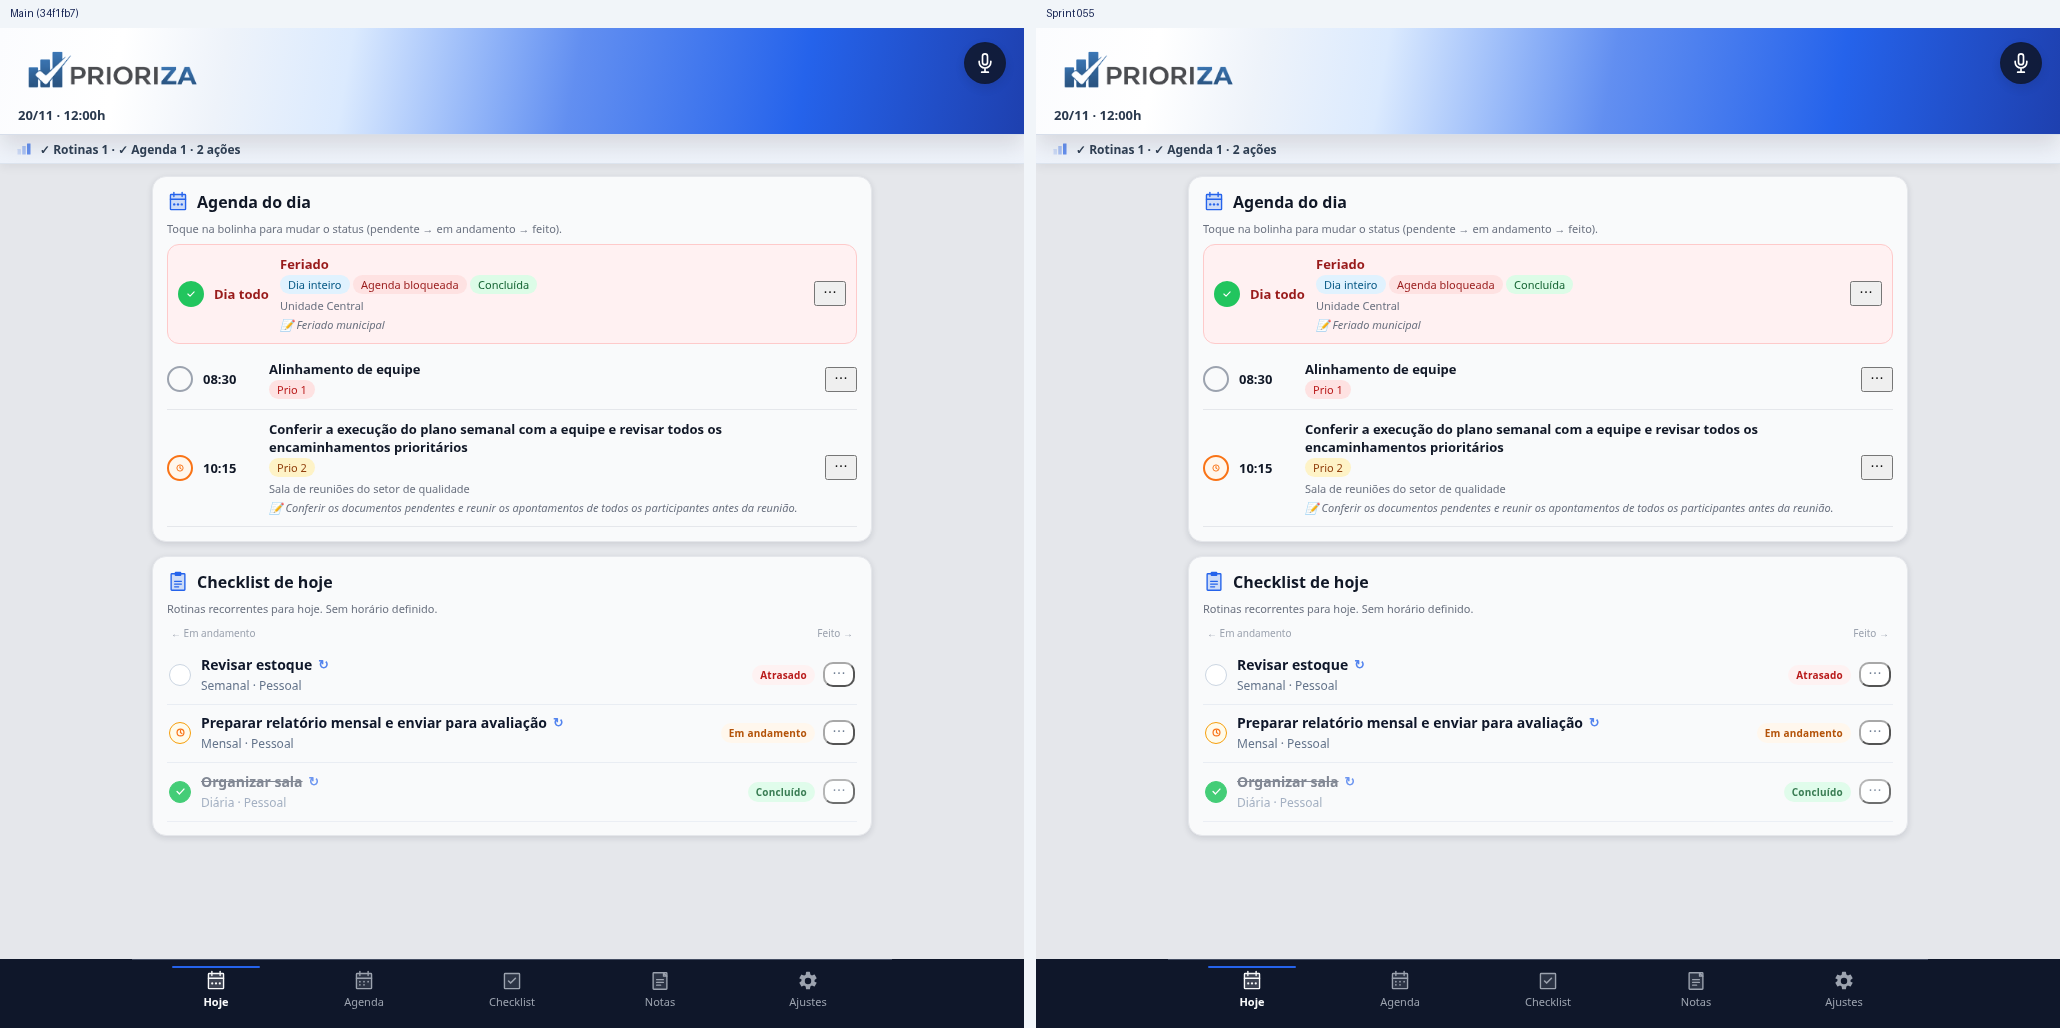 Main (34f1fb7)
PRIORIZA
20/11 · 12:00h
✓ Rotinas 1 · ✓ Agenda 1 · 2 ações
Agenda do dia
Toque na bolinha para mudar o status (pendente → em andamento → feito).
Feriado
Dia todo
Dia inteiro Agenda bloqueada Concluída
Unidade Central
📝 Feriado municipal
...
08:30
Alinhamento de equipe
Prio 1
...
10:15
Conferir a execução do plano semanal com a equipe e revisar todos os
encaminhamentos prioritários
Prio 2
Sala de reuniões do setor de qualidade
📝 Conferir os documentos pendentes e reunir os apontamentos de todos os participantes antes da reunião.
...
Checklist de hoje
Rotinas recorrentes para hoje. Sem horário definido.
← Em andamento Feito →
Revisar estoque ↻
Semanal · Pessoal
Atrasado ...
Preparar relatório mensal e enviar para avaliação ↻
Mensal · Pessoal
Em andamento ...
Organizar sala ↻
Diária · Pessoal
Concluído ...
Hoje Agenda Checklist Notas Ajustes
Sprint055
PRIORIZA
20/11 · 12:00h
✓ Rotinas 1 · ✓ Agenda 1 · 2 ações
Agenda do dia
Toque na bolinha para mudar o status (pendente → em andamento → feito).
Feriado
Dia todo
Dia inteiro Agenda bloqueada Concluída
Unidade Central
📝 Feriado municipal
...
08:30
Alinhamento de equipe
Prio 1
...
10:15
Conferir a execução do plano semanal com a equipe e revisar todos os
encaminhamentos prioritários
Prio 2
Sala de reuniões do setor de qualidade
📝 Conferir os documentos pendentes e reunir os apontamentos de todos os participantes antes da reunião.
...
Checklist de hoje
Rotinas recorrentes para hoje. Sem horário definido.
← Em andamento Feito →
Revisar estoque ↻
Semanal · Pessoal
Atrasado ...
Preparar relatório mensal e enviar para avaliação ↻
Mensal · Pessoal
Em andamento ...
Organizar sala ↻
Diária · Pessoal
Concluído ...
Hoje Agenda Checklist Notas Ajustes